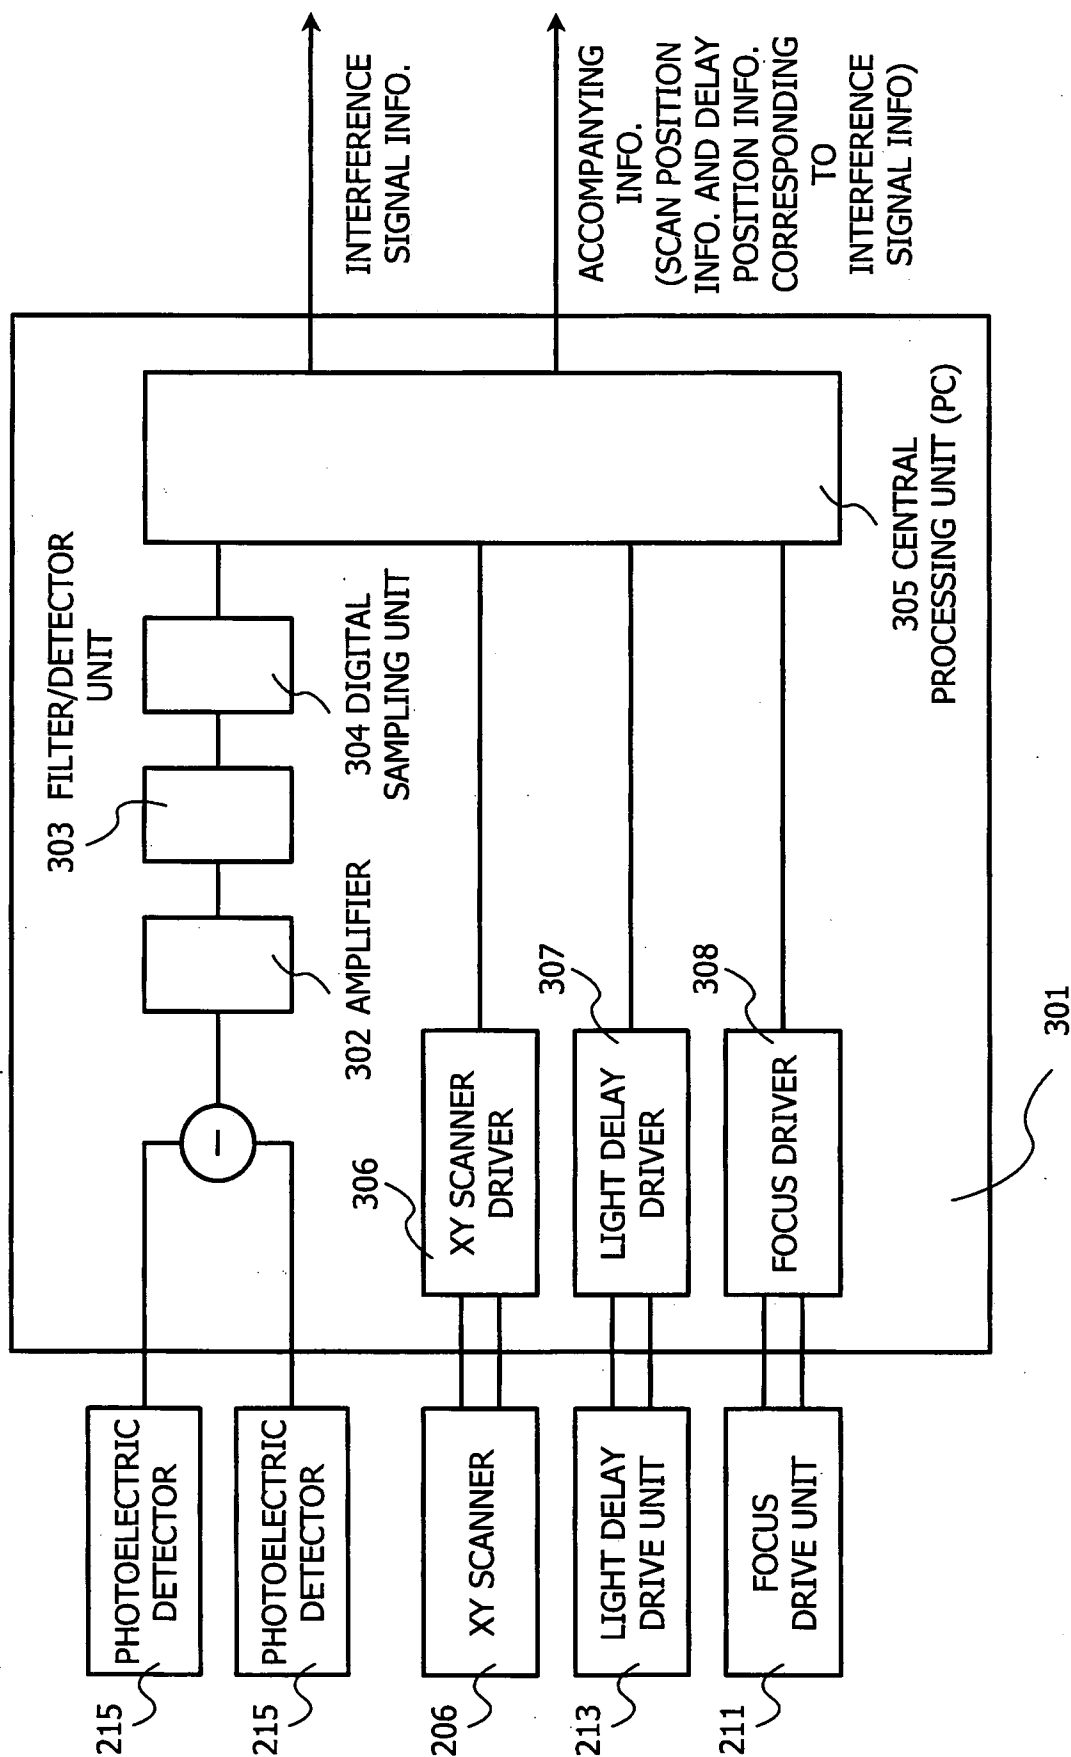 215
PHOTOELECTRIC
DETECTOR
215
PHOTOELECTRIC
DETECTOR
206
XY SCANNER
213
LIGHT DELAY
DRIVE UNIT
211
FOCUS
DRIVE UNIT
−
302 AMPLIFIER
303 FILTER/DETECTOR
UNIT
304 DIGITAL
SAMPLING UNIT
306
XY SCANNER
DRIVER
307
LIGHT DELAY
DRIVER
308
FOCUS DRIVER
305 CENTRAL
PROCESSING UNIT (PC)
301
INTERFERENCE
SIGNAL INFO.
ACCOMPANYING
INFO.
(SCAN POSITION
INFO. AND DELAY
POSITION INFO.
CORRESPONDING
TO
INTERFERENCE
SIGNAL INFO)